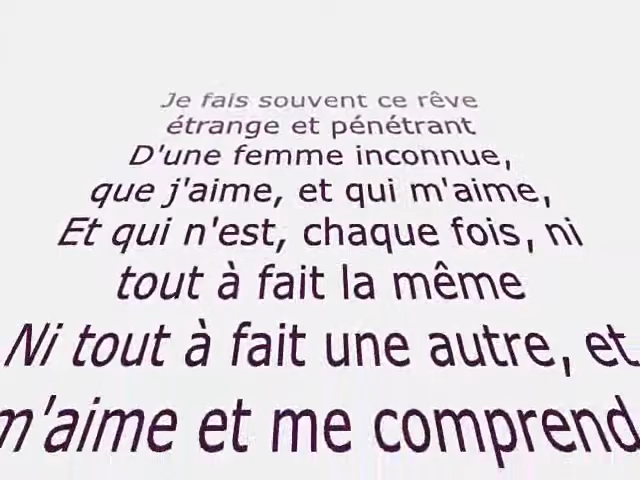 Je fais souvent ce rêve
étrange et pénétrant
D'une femme inconnue,
que j'aime, et qui m'aime,
Et qui n'est, chaque fois, ni
tout à fait la même
Ni tout à fait une autre, et
m'aime et me comprend.